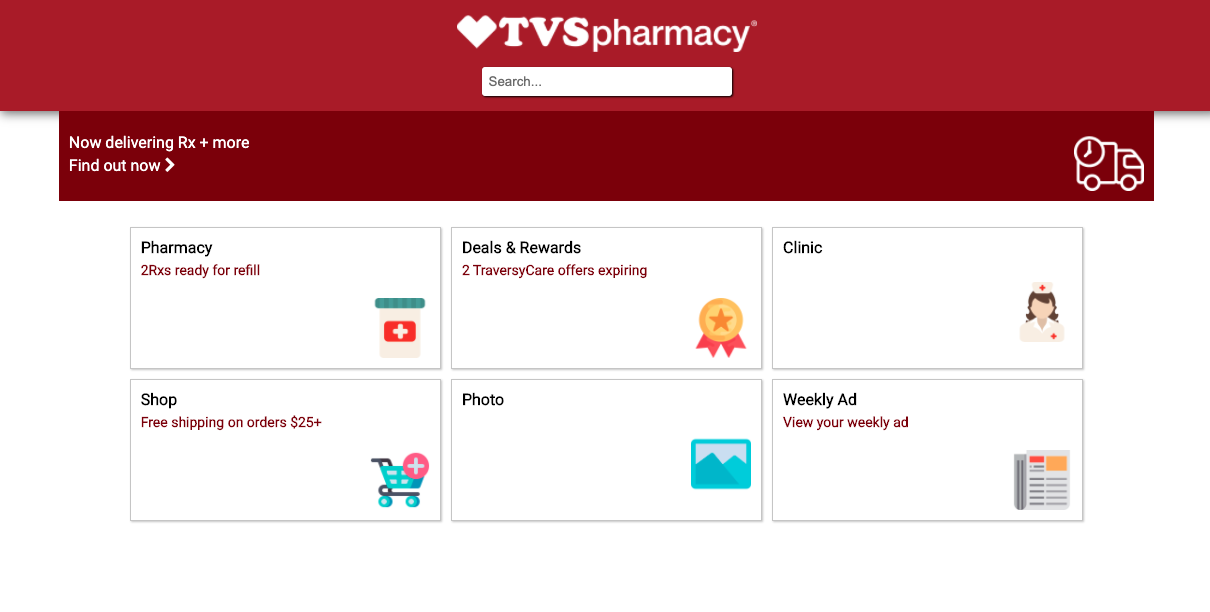 TVSpharmacy®
Search...
Now delivering Rx + more
Find out now
Pharmacy
2Rxs ready for refill
Deals & Rewards
2 TraversyCare offers expiring
Clinic
Shop
Free shipping on orders $25+
Photo
Weekly Ad
View your weekly ad